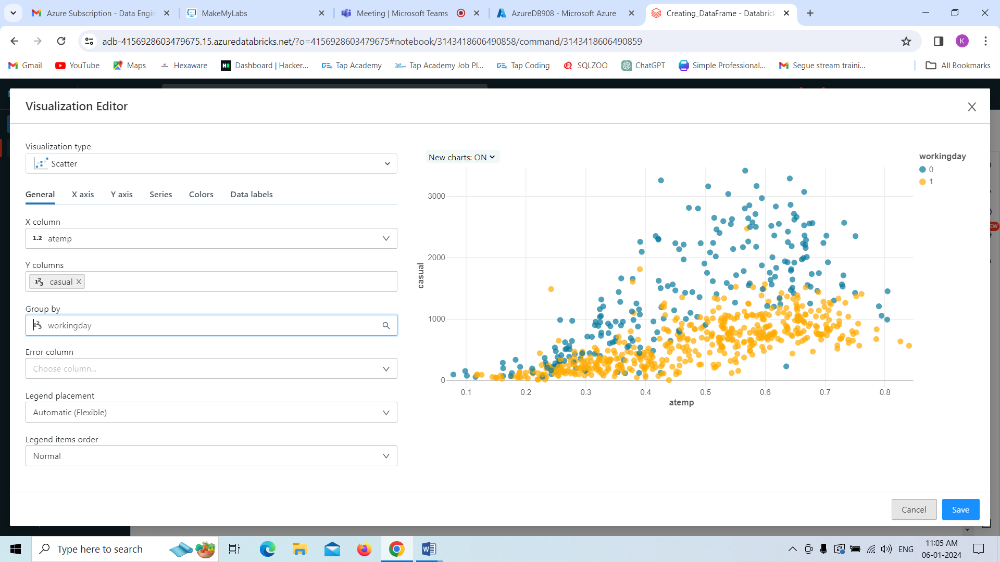 Azure Subscription - Data Engin
MakeMyLabs
Meeting | Microsoft Teams
AzureDB908 - Microsoft Azure
Creating_DataFrame - Databrick
adb-4156928603479675.15.azuredatabricks.net/?o=4156928603479675#notebook/3143418606490858/command/3143418606490859
K
Gmail
YouTube
Maps
Hexaware
Dashboard | Hacker...
Tap Academy
Tap Academy Job Pl...
Tap Coding
SQLZOO
ChatGPT
Simple Professional...
Segue stream traini...
All Bookmarks
Visualization Editor
Visualization type
Scatter
General
X axis
Y axis
Series
Colors
Data labels
X column
1.2 atemp
Y columns
123 casual
Group by
123 workingday
Error column
Choose column...
Legend placement
Automatic (Flexible)
Legend items order
Normal
New charts: ON
workingday
0
1
3000
2000
1000
0
casual
0.1 0.2 0.3 0.4 0.5 0.6 0.7 0.8
atemp
Cancel
Save
Type here to search
ENG
11:05 AM
06-01-2024